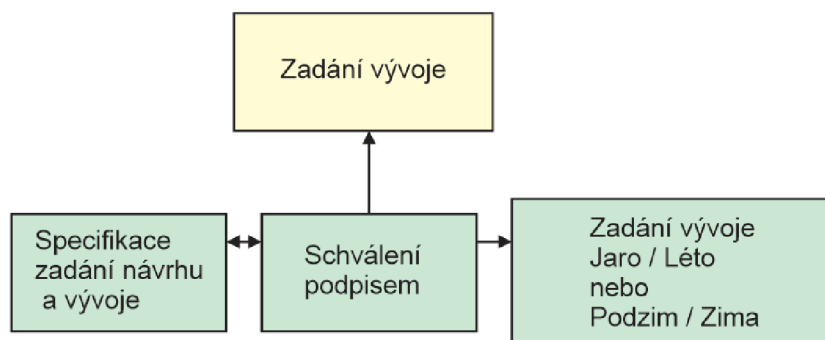 Zadání vývoje
Specifikace
zadání návrhu
a vývoje
Schválení
podpisem
Zadání vývoje
Jaro / Léto
nebo
Podzim / Zima